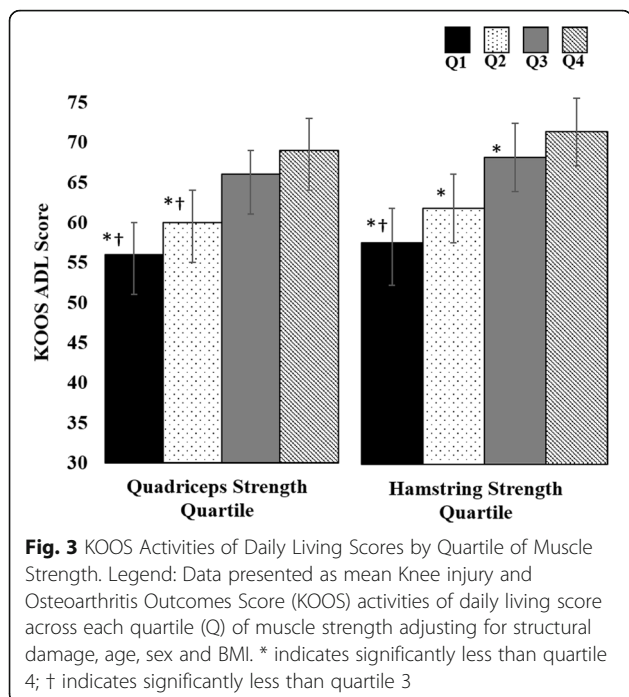 Q1 Q2 Q3 Q4
KOOS ADL Score
75
70
65
60
55
50
45
40
35
30
*†
*†
*†
*
*
Quadriceps Strength
Quartile
Hamstring Strength
Quartile
Fig. 3 KOOS Activities of Daily Living Scores by Quartile of Muscle
Strength. Legend: Data presented as mean Knee injury and
Osteoarthritis Outcomes Score (KOOS) activities of daily living score
across each quartile (Q) of muscle strength adjusting for structural
damage, age, sex and BMI. * indicates significantly less than quartile
4; † indicates significantly less than quartile 3